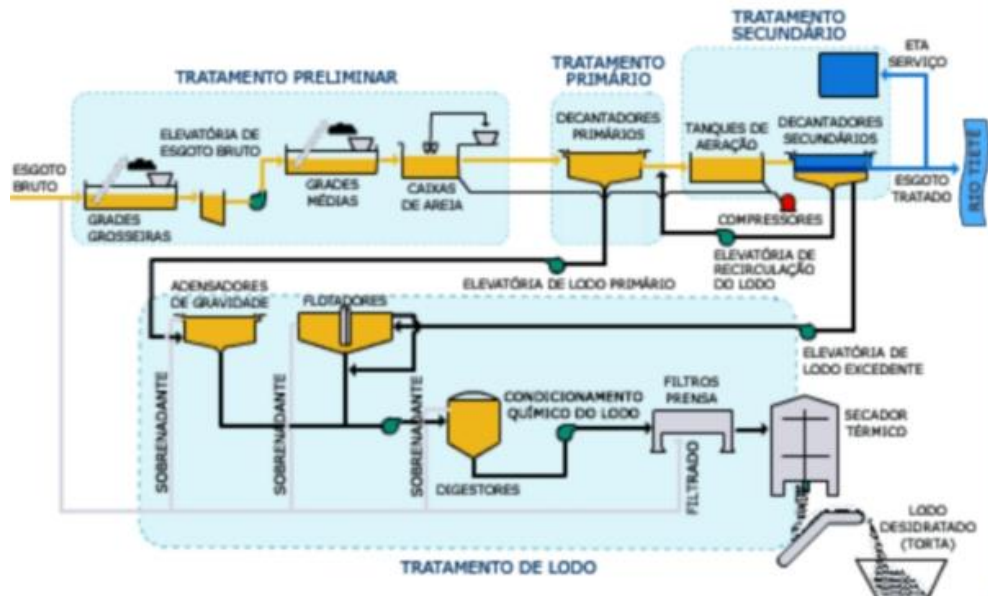 TRATAMENTO
SECUNDÁRIO
ETA
SERVIÇO
TRATAMENTO
PRIMÁRIO
TRATAMENTO PRELIMINAR
DECANTADORES
PRIMÁRIOS
TANQUES DE
AERAÇÃO
DECANTADORES
SECUNDÁRIOS
ELEVATÓRIA DE
ESGOTO BRUTO
ESGOTO
BRUTO
GRADES
GROSSEIRAS
GRADES
MÉDIAS
CAIXAS
DE AREIA
COMPRESSORES
ESGOTO
TRATADO
RIO TIETÊ
ELEVATÓRIA DE
RECIRCULAÇÃO
DO LODO
ELEVATÓRIA DE LODO PRIMÁRIO
ADENSADORES
DE GRAVIDADE
FLOTADORES
ELEVATÓRIA DE
LODO EXCEDENTE
SOBRENADANTE
SOBRENADANTE
SOBRENADANTE
CONDICIONAMENTO
QUÍMICO DO LODO
FILTROS
PRENSA
SECADOR
TÉRMICO
DIGESTORES
FILTRADO
LODO
DESIDRATADO
(TORTA)
TRATAMENTO DE LODO